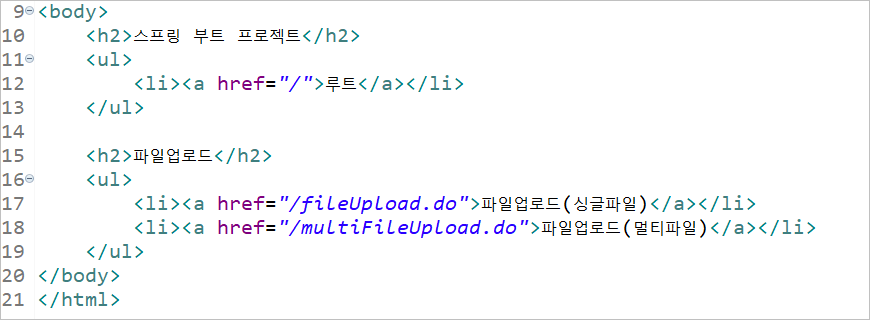 9 <body>
10     <h2>스프링 부트 프로젝트</h2>
11     <ul>
12         <li><a href="/">루트</a></li>
13     </ul>
14
15     <h2>파일업로드</h2>
16     <ul>
17         <li><a href="/fileUpload.do">파일업로드(싱글파일)</a></li>
18         <li><a href="/multiFileUpload.do">파일업로드(멀티파일)</a></li>
19     </ul>
20 </body>
21 </html>